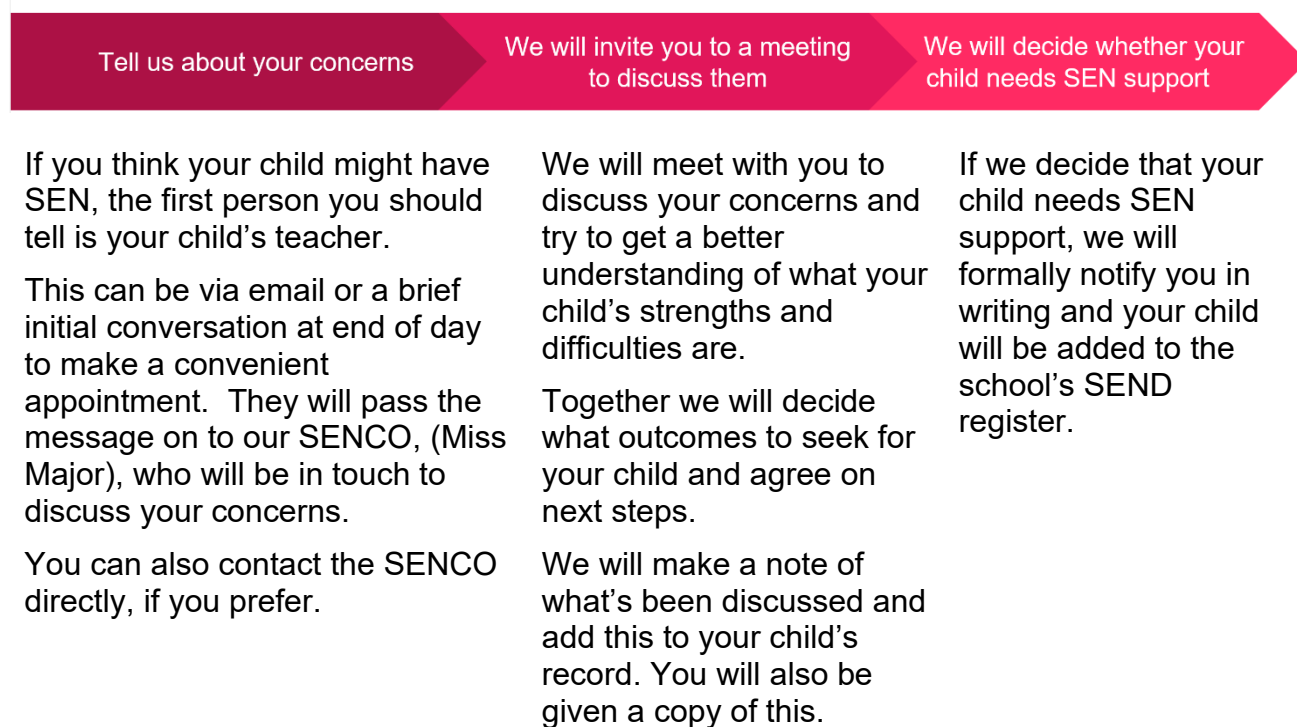 Tell us about your concerns
We will invite you to a meeting
to discuss them
We will decide whether your
child needs SEN support
If you think your child might have
SEN, the first person you should
tell is your child’s teacher.
This can be via email or a brief
initial conversation at end of day
to make a convenient
appointment.  They will pass the
message on to our SENCO, (Miss
Major), who will be in touch to
discuss your concerns.
You can also contact the SENCO
directly, if you prefer.
We will meet with you to
discuss your concerns and
try to get a better
understanding of what your
child’s strengths and
difficulties are.
Together we will decide
what outcomes to seek for
your child and agree on
next steps.
We will make a note of
what’s been discussed and
add this to your child’s
record. You will also be
given a copy of this.
If we decide that your
child needs SEN
support, we will
formally notify you in
writing and your child
will be added to the
school’s SEND
register.